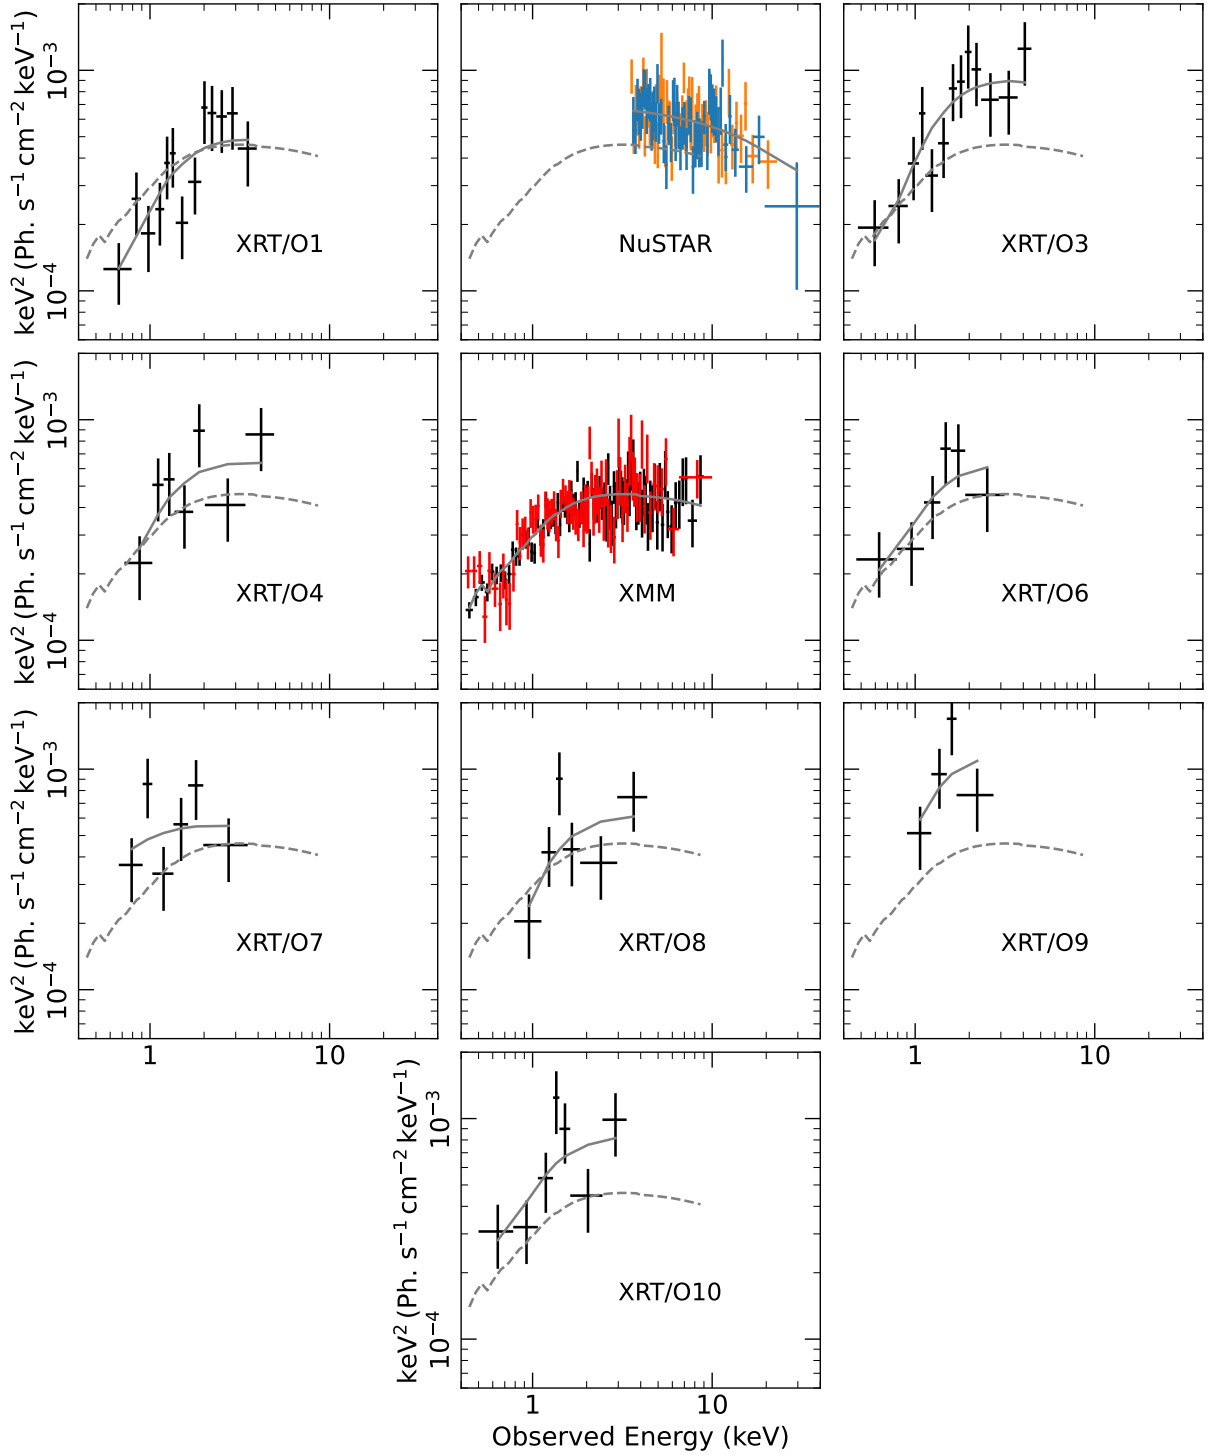 keV² (Ph. s⁻¹ cm⁻² keV⁻¹)
10⁻³
10⁻⁴
XRT/O1
NuSTAR
XRT/O3
keV² (Ph. s⁻¹ cm⁻² keV⁻¹)
10⁻³
10⁻⁴
XRT/O4
XMM
XRT/O6
keV² (Ph. s⁻¹ cm⁻² keV⁻¹)
10⁻³
10⁻⁴
XRT/O7
XRT/O8
XRT/O9
1 10
1 10
keV² (Ph. s⁻¹ cm⁻² keV⁻¹)
10⁻³
10⁻⁴
XRT/O10
1 10
Observed Energy (keV)